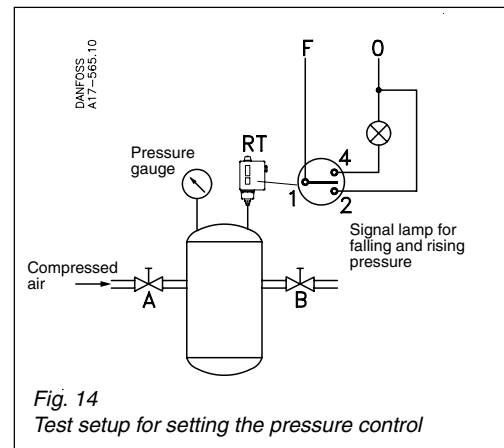 DANFOSS
A17-565.10
F
0
RT
4
1
2
Pressure
gauge
Signal lamp for
falling and rising
pressure
Compressed
air
A
B
Fig. 14
Test setup for setting the pressure control